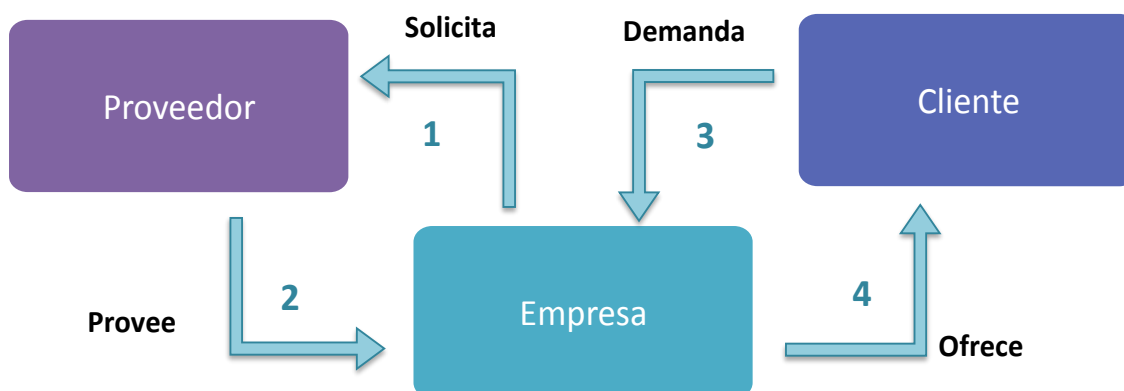 Solicita
Demanda
Proveedor
Cliente
1
3
2
4
Empresa
Provee
Ofrece